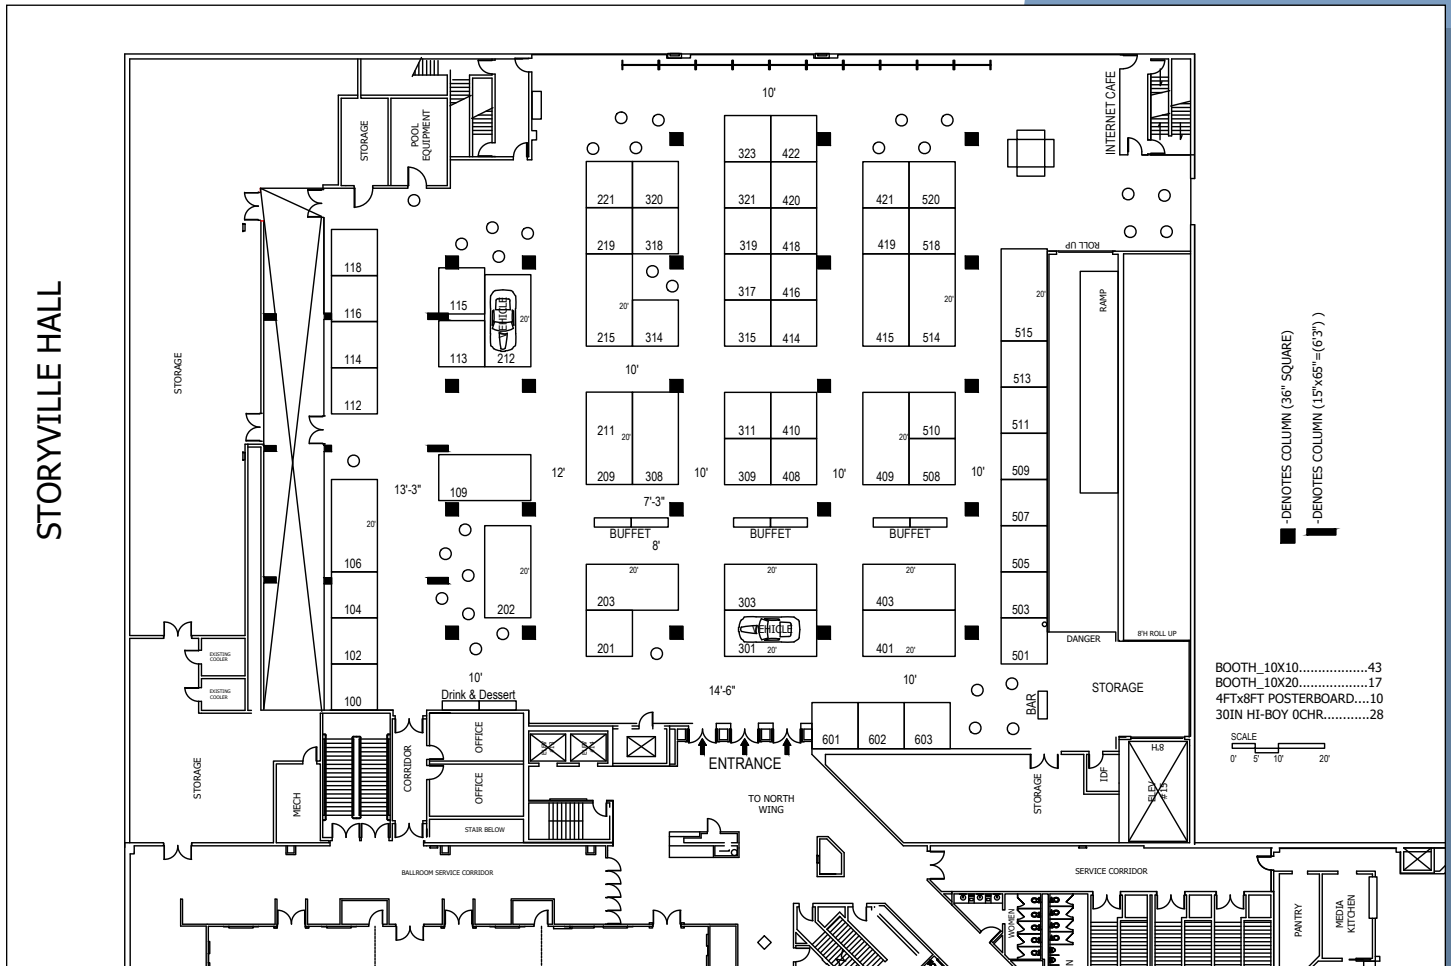 STORYVILLE HALL
STORAGE
STORAGE
POOL
EQUIPMENT
10'
INTERNET CAFE
323 422
221 320 321 420 421 520
219 318 319 418 419 518
118
ROLL UP
115
VEHICLE
20'
20'
317 416
20'
20'
RAMP
116
113 212
215 314
315 414
415 514
515
114
10'
513
112
211
20'
311 410
20'
510
511
209 308
309 408
409 508
509
12'
10'
10'
10'
13'-3"
109
7'-3"
507
20'
BUFFET
BUFFET
BUFFET
8'
505
106
20'
20'
20'
20'
203
303
403
503
104
202
VEHICLE
201
301 20'
401 20'
501
102
DANGER
8'H ROLL UP
EXISTING
COOLER
EXISTING
COOLER
100
10'
Drink & Dessert
14'-6"
10'
BAR
STORAGE
601 602 603
ENTRANCE
TO NORTH
WING
OFFICE
OFFICE
CORRIDOR
MECH
STORAGE
STAIR BELOW
STORAGE
IDF
8'H
ELEV
#15
BALLROOM SERVICE CORRIDOR
SERVICE CORRIDOR
WOMEN
PANTRY
MEDIA
KITCHEN
-DENOTES COLUMN (36" SQUARE)
-DENOTES COLUMN (15"x65"=(6'3") )
BOOTH_10X10.................43
BOOTH_10X20.................17
4FTx8FT POSTERBOARD....10
30IN HI-BOY 0CHR............28
SCALE
0' 5' 10' 20'